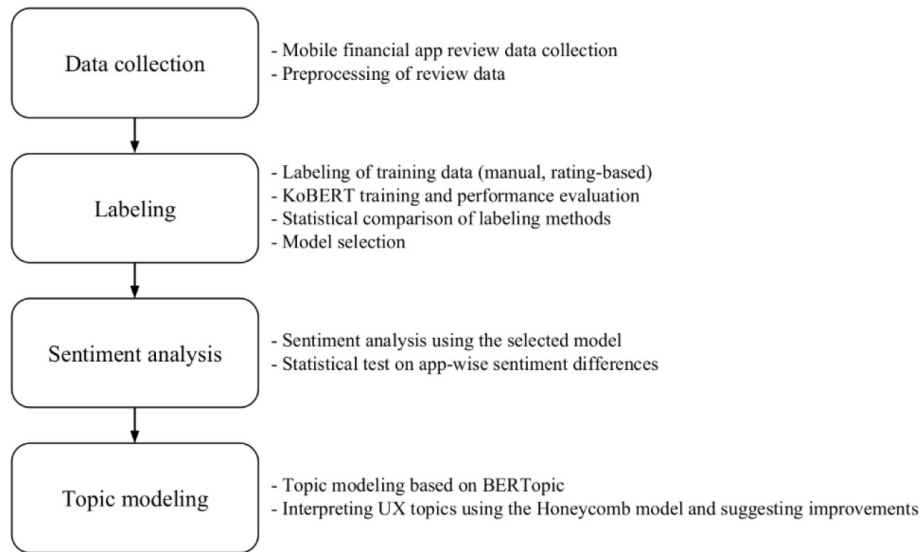 Data collection
- Mobile financial app review data collection
- Preprocessing of review data
Labeling
- Labeling of training data (manual, rating-based)
- KoBERT training and performance evaluation
- Statistical comparison of labeling methods
- Model selection
Sentiment analysis
- Sentiment analysis using the selected model
- Statistical test on app-wise sentiment differences
Topic modeling
- Topic modeling based on BERTopic
- Interpreting UX topics using the Honeycomb model and suggesting improvements